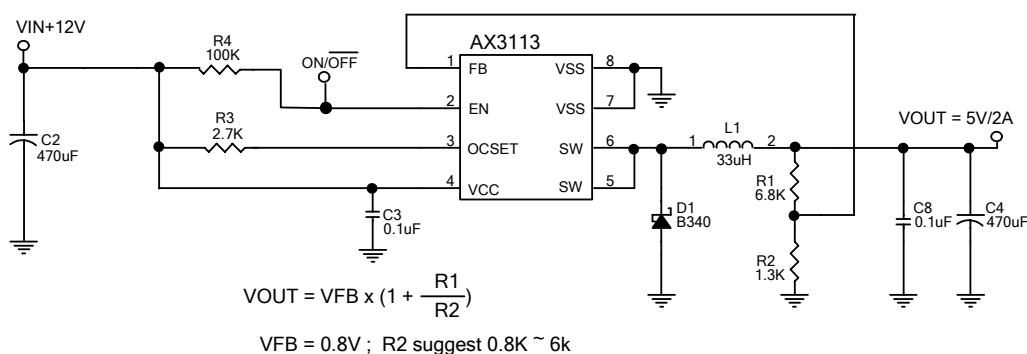 VIN+12V
R4
100K
ON/OFF
AX3113
1
FB
VSS
8
2
EN
VSS
7
R3
2.7K
3
OCSET
SW
6
4
VCC
SW
5
C2
470uF
C3
0.1uF
D1
B340
1
L1
2
33uH
VOUT = 5V/2A
R1
6.8K
R2
1.3K
C8
0.1uF
C4
470uF
VOUT = VFB x (1 + R1
R2)
VFB = 0.8V ; R2 suggest 0.8K ~ 6k